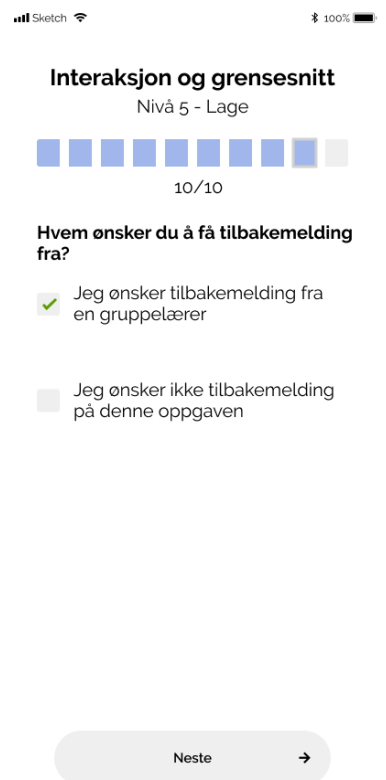 Sketch 100%
Interaksjon og grensesnitt
Nivå 5 - Lage
10/10
Hvem ønsker du å få tilbakemelding
fra?
Jeg ønsker tilbakemelding fra
en gruppelærer
Jeg ønsker ikke tilbakemelding
på denne oppgaven
Neste